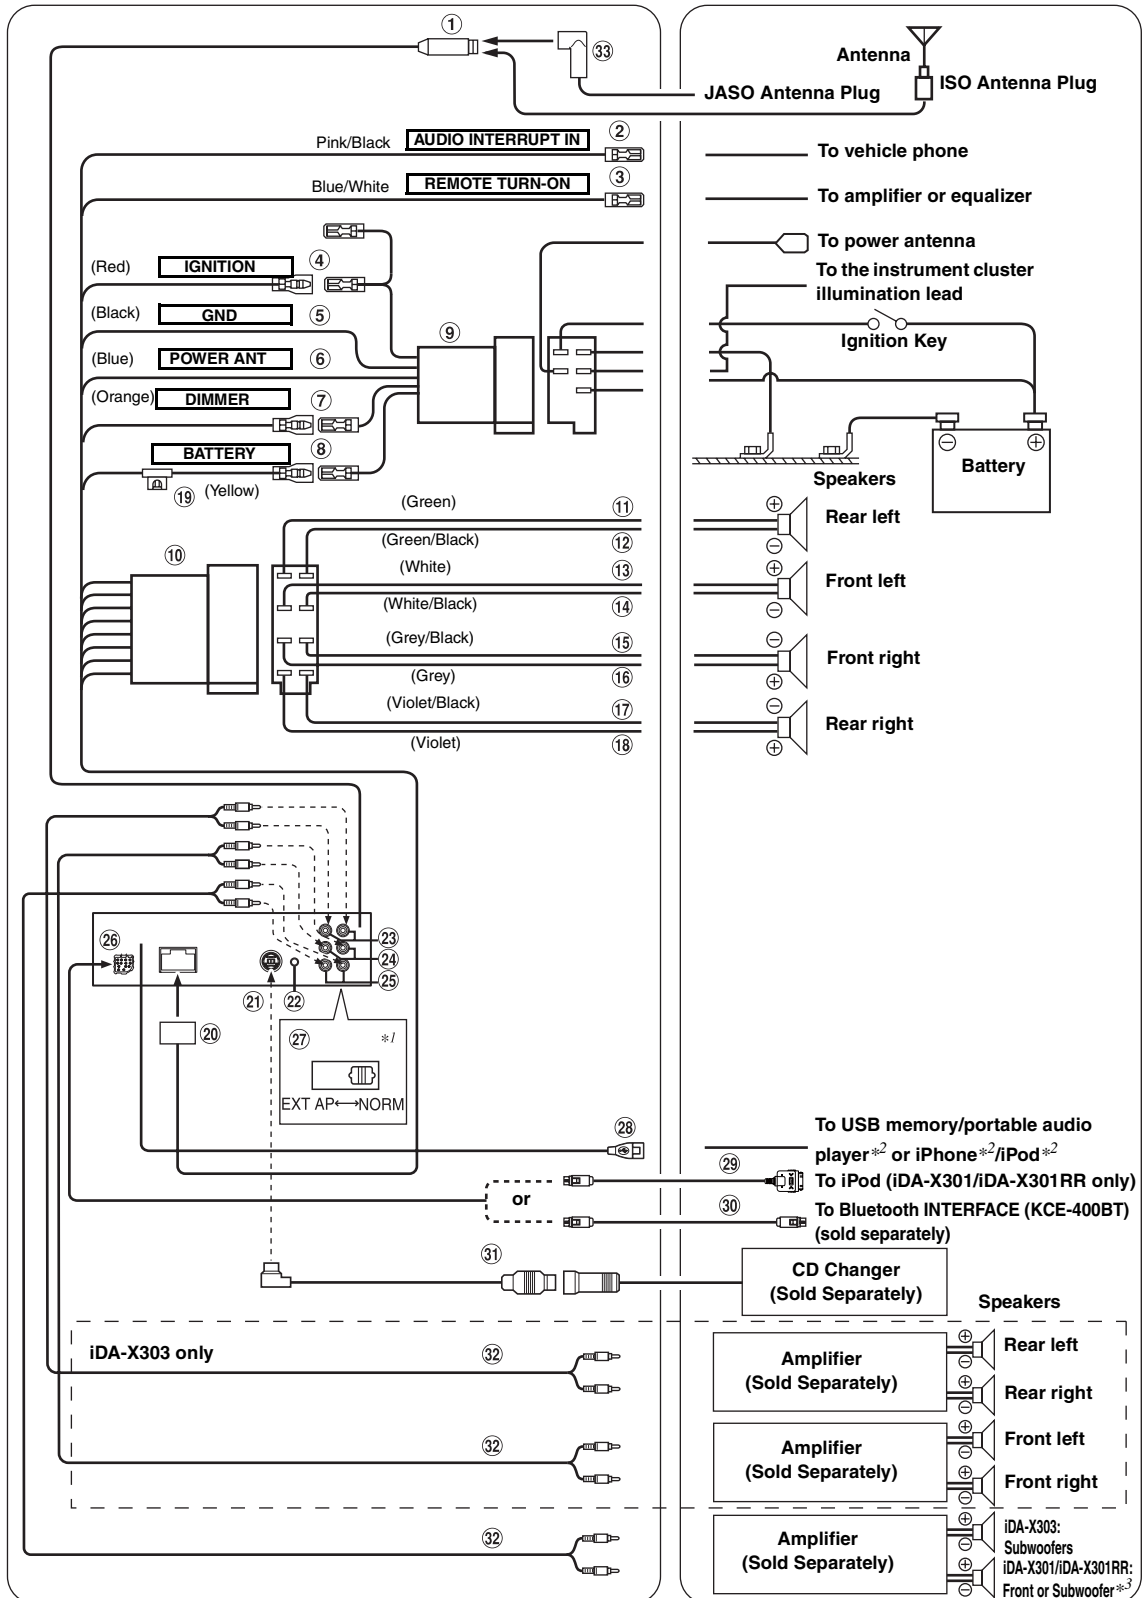 ①
㉝
Antenna
JASO Antenna Plug
ISO Antenna Plug
Pink/Black
AUDIO INTERRUPT IN
②
To vehicle phone
Blue/White
REMOTE TURN-ON
③
To amplifier or equalizer
To power antenna
To the instrument cluster
illumination lead
(Red)
IGNITION
④
(Black)
GND
⑤
⑨
Ignition Key
(Blue)
POWER ANT
⑥
(Orange)
DIMMER
⑦
BATTERY
⑧
⊖
⊕
Battery
⑲
(Yellow)
Speakers
(Green)
⑪
⊕
Rear left
(Green/Black)
⑫
⊖
⑩
(White)
⑬
⊕
Front left
(White/Black)
⑭
⊖
(Grey/Black)
⑮
⊖
Front right
(Grey)
⑯
⊕
(Violet/Black)
⑰
⊖
Rear right
(Violet)
⑱
⊕
㉖
㉓
㉔
㉕
㉑
㉒
⑳
㉗
*1
EXT AP↔NORM
㉘
To USB memory/portable audio
player*2 or iPhone*2/iPod*2
㉙
To iPod (iDA-X301/iDA-X301RR only)
or
㉚
To Bluetooth INTERFACE (KCE-400BT)
(sold separately)
㉛
CD Changer
(Sold Separately)
Speakers
iDA-X303 only
㉜
Amplifier
(Sold Separately)
⊕
⊖
Rear left
⊕
⊖
Rear right
㉜
Amplifier
(Sold Separately)
⊕
⊖
Front left
⊕
⊖
Front right
㉜
Amplifier
(Sold Separately)
⊕
⊖
iDA-X303:
Subwoofers
⊕
⊖
iDA-X301/iDA-X301RR:
Front or Subwoofer*3